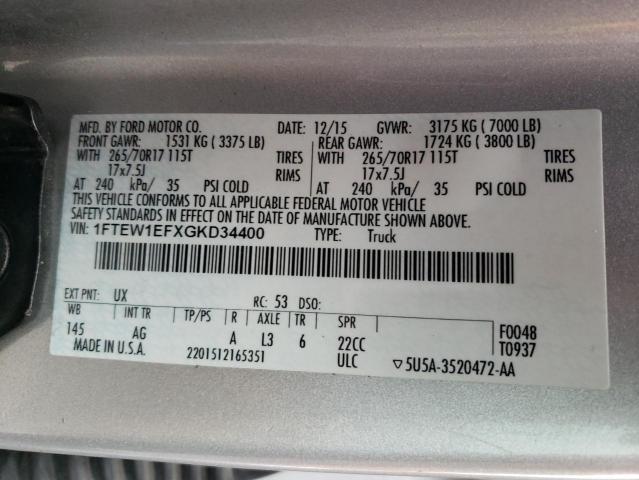 MFD. BY FORD MOTOR CO. DATE: 12/15 GVWR: 3175 KG ( 7000 LB)
FRONT GAWR: 1531 KG ( 3375 LB) REAR GAWR: 1724 KG ( 3800 LB)
WITH 265/70R17 115T TIRES WITH 265/70R17 115T TIRES
17x7.5J RIMS 17x7.5J RIMS
AT 240 kPa/ 35 PSI COLD AT 240 kPa/ 35 PSI COLD
THIS VEHICLE CONFORMS TO ALL APPLICABLE FEDERAL MOTOR VEHICLE
SAFETY STANDARDS IN EFFECT ON THE DATE OF MANUFACTURE SHOWN ABOVE.
VIN: 1FTEW1EFXGKD34400 TYPE: Truck
EXT PNT: UX RC: 53 DSO:
WB INT TR TP/PS R AXLE TR SPR F0048
145 AG A L3 6 22CC T0937
MADE IN U.S.A. 2201512165351 ULC ▽5U5A-3520472-AA